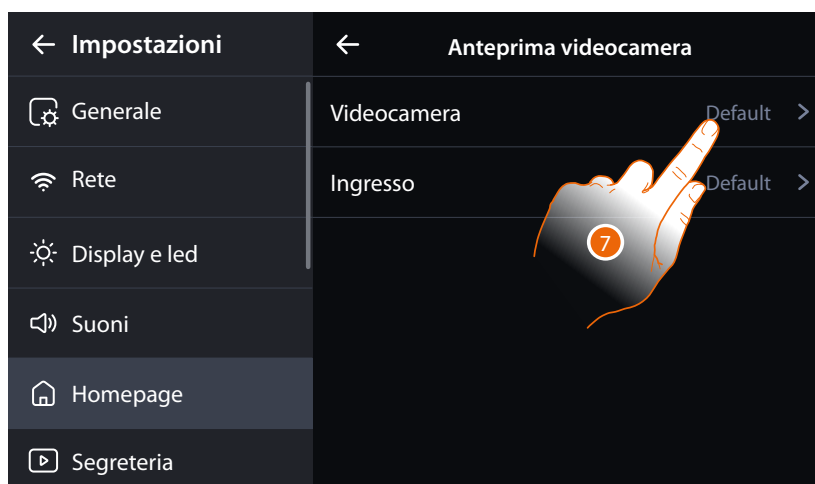 Impostazioni
Generale
Rete
Display e led
Suoni
Homepage
Segreteria
Anteprima videocamera
Videocamera Default
Ingresso Default
7